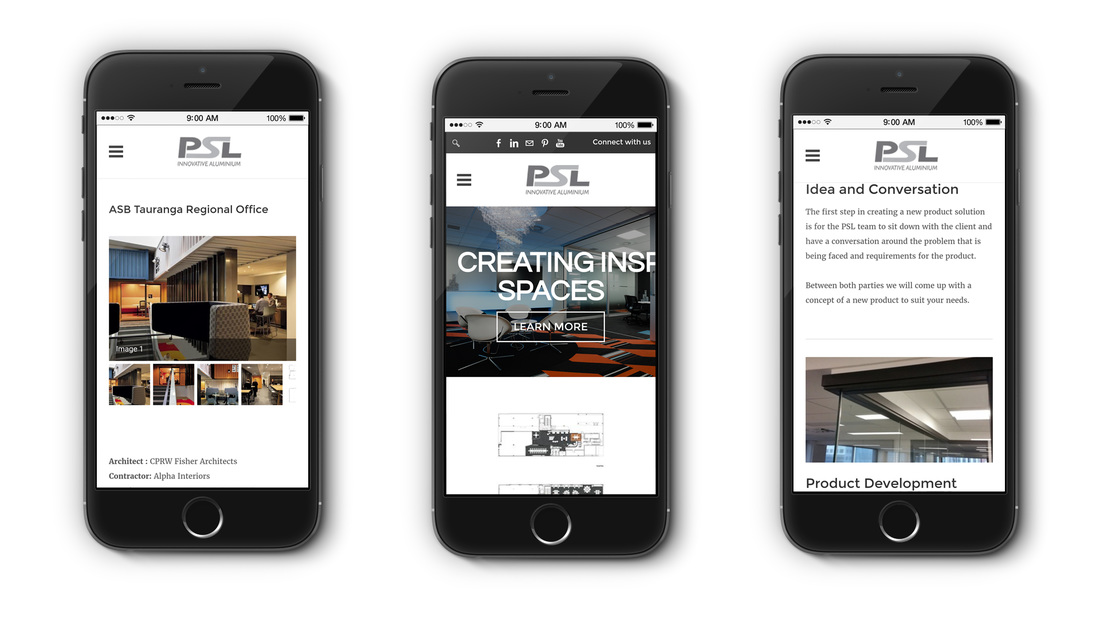 9:00 AM
100%
PSL
INNOVATIVE ALUMINIUM
ASB Tauranga Regional Office
Image 1
Architect : CPRW Fisher Architects
Contractor: Alpha Interiors
9:00 AM
100%
Connect with us
PSL
INNOVATIVE ALUMINIUM
CREATING INSP
SPACES
LEARN MORE
9:00 AM
100%
PSL
INNOVATIVE ALUMINIUM
Idea and Conversation
The first step in creating a new product solution
is for the PSL team to sit down with the client and
have a conversation around the problem that is
being faced and requirements for the product.
Between both parties we will come up with a
concept of a new product to suit your needs.
Product Development